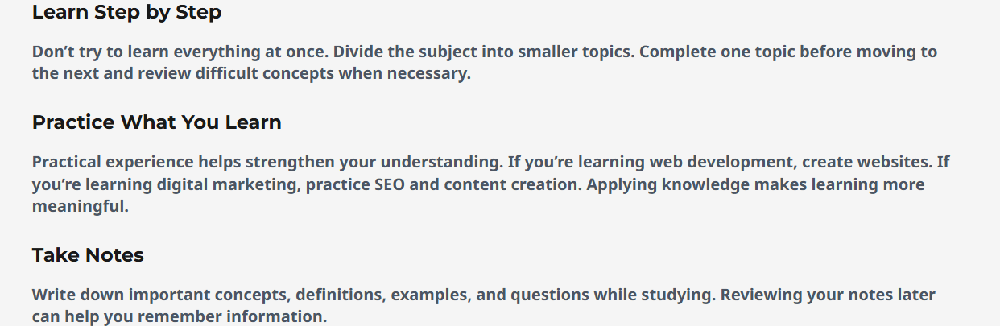 Learn Step by Step
Don’t try to learn everything at once. Divide the subject into smaller topics. Complete one topic before moving to
the next and review difficult concepts when necessary.
Practice What You Learn
Practical experience helps strengthen your understanding. If you’re learning web development, create websites. If
you’re learning digital marketing, practice SEO and content creation. Applying knowledge makes learning more
meaningful.
Take Notes
Write down important concepts, definitions, examples, and questions while studying. Reviewing your notes later
can help you remember information.